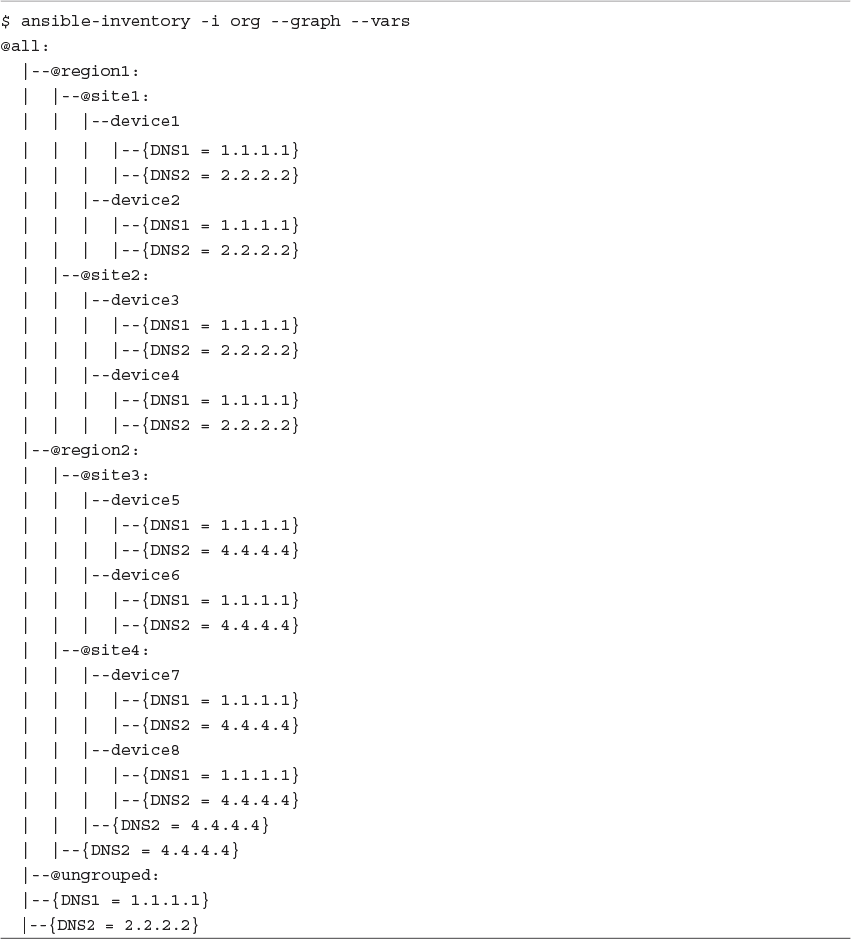 $ ansible-inventory -i org --graph --vars
@all:
  |--@region1:
  |  |--@site1:
  |  |  |--device1
  |  |  |  |--{DNS1 = 1.1.1.1}
  |  |  |  |--{DNS2 = 2.2.2.2}
  |  |  |--device2
  |  |  |  |--{DNS1 = 1.1.1.1}
  |  |  |  |--{DNS2 = 2.2.2.2}
  |  |--@site2:
  |  |  |--device3
  |  |  |  |--{DNS1 = 1.1.1.1}
  |  |  |  |--{DNS2 = 2.2.2.2}
  |  |  |--device4
  |  |  |  |--{DNS1 = 1.1.1.1}
  |  |  |  |--{DNS2 = 2.2.2.2}
  |--@region2:
  |  |--@site3:
  |  |  |--device5
  |  |  |  |--{DNS1 = 1.1.1.1}
  |  |  |  |--{DNS2 = 4.4.4.4}
  |  |  |--device6
  |  |  |  |--{DNS1 = 1.1.1.1}
  |  |  |  |--{DNS2 = 4.4.4.4}
  |  |--@site4:
  |  |  |--device7
  |  |  |  |--{DNS1 = 1.1.1.1}
  |  |  |  |--{DNS2 = 4.4.4.4}
  |  |  |--device8
  |  |  |  |--{DNS1 = 1.1.1.1}
  |  |  |  |--{DNS2 = 4.4.4.4}
  |  |  |--{DNS2 = 4.4.4.4}
  |  |--{DNS2 = 4.4.4.4}
  |--@ungrouped:
  |--{DNS1 = 1.1.1.1}
  |--{DNS2 = 2.2.2.2}